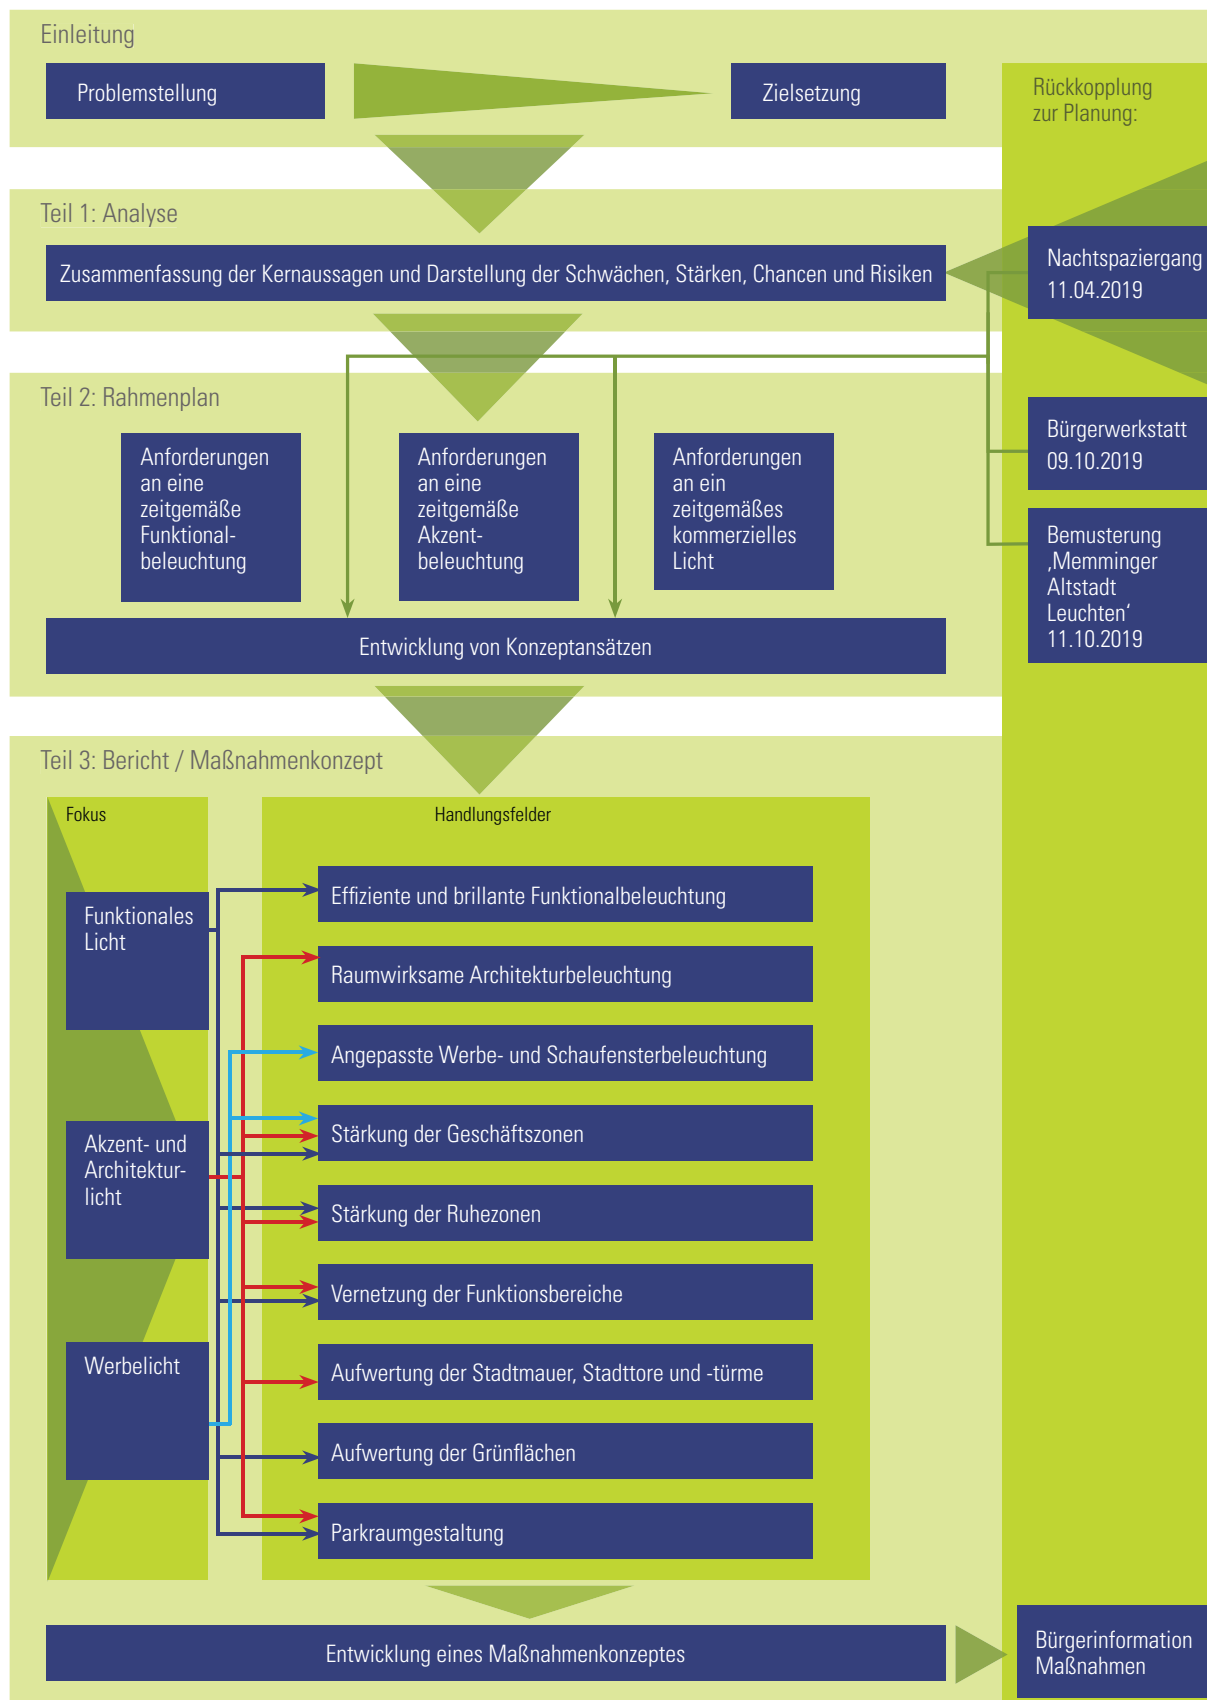 Einleitung
Problemstellung
Zielsetzung
Rückkopplung
zur Planung:
Teil 1: Analyse
Zusammenfassung der Kernaussagen und Darstellung der Schwächen, Stärken, Chancen und Risiken
Nachtspaziergang
11.04.2019
Teil 2: Rahmenplan
Anforderungen
an eine
zeitgemäße
Funktional-
beleuchtung
Anforderungen
an eine
zeitgemäße
Akzent-
beleuchtung
Anforderungen
an ein
zeitgemäßes
kommerzielles
Licht
Bürgerwerkstatt
09.10.2019
Bemusterung
‚Memminger
Altstadt
Leuchten‘
11.10.2019
Entwicklung von Konzeptansätzen
Teil 3: Bericht / Maßnahmenkonzept
Fokus
Handlungsfelder
Funktionales
Licht
Akzent- und
Architektur-
licht
Werbelicht
Effiziente und brillante Funktionalbeleuchtung
Raumwirksame Architekturbeleuchtung
Angepasste Werbe- und Schaufensterbeleuchtung
Stärkung der Geschäftszonen
Stärkung der Ruhezonen
Vernetzung der Funktionsbereiche
Aufwertung der Stadtmauer, Stadttore und -türme
Aufwertung der Grünflächen
Parkraumgestaltung
Entwicklung eines Maßnahmenkonzeptes
Bürgerinformation
Maßnahmen